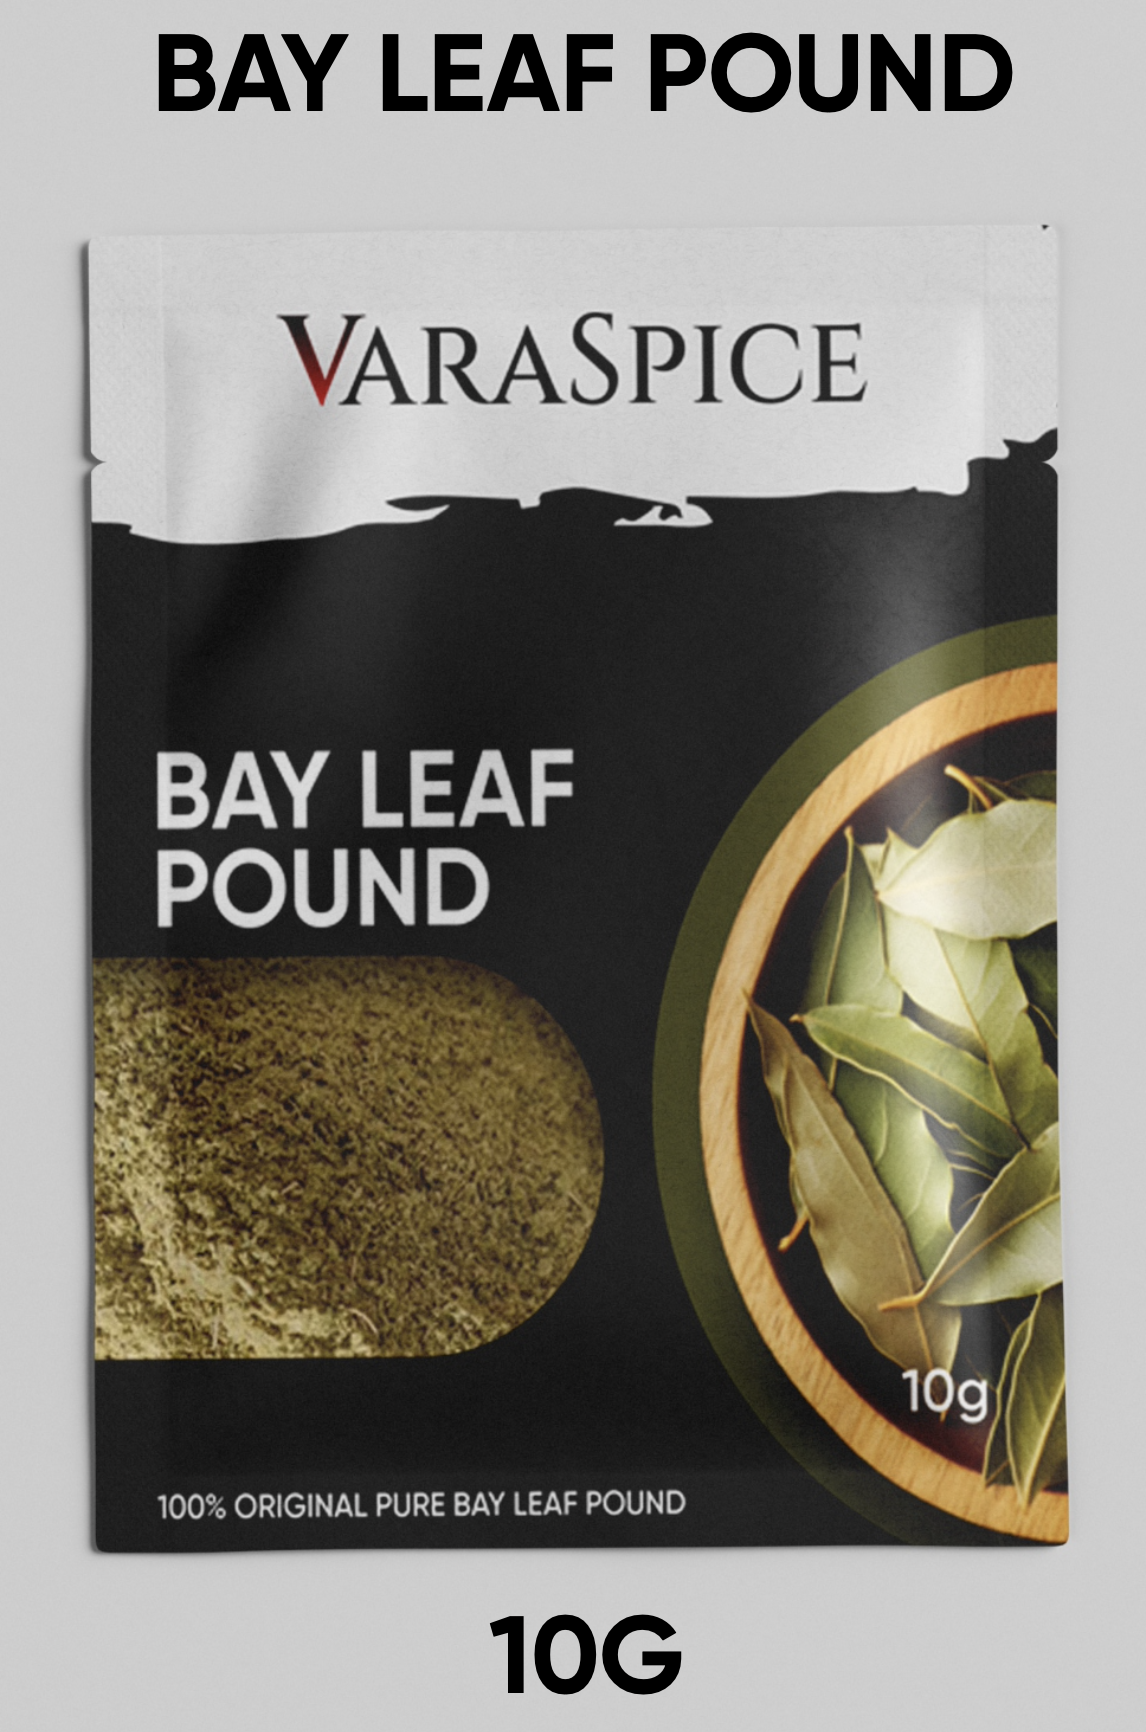 BAY LEAF POUND
VARASPICE
BAY LEAF
POUND
10g
100% ORIGINAL PURE BAY LEAF POUND
10G